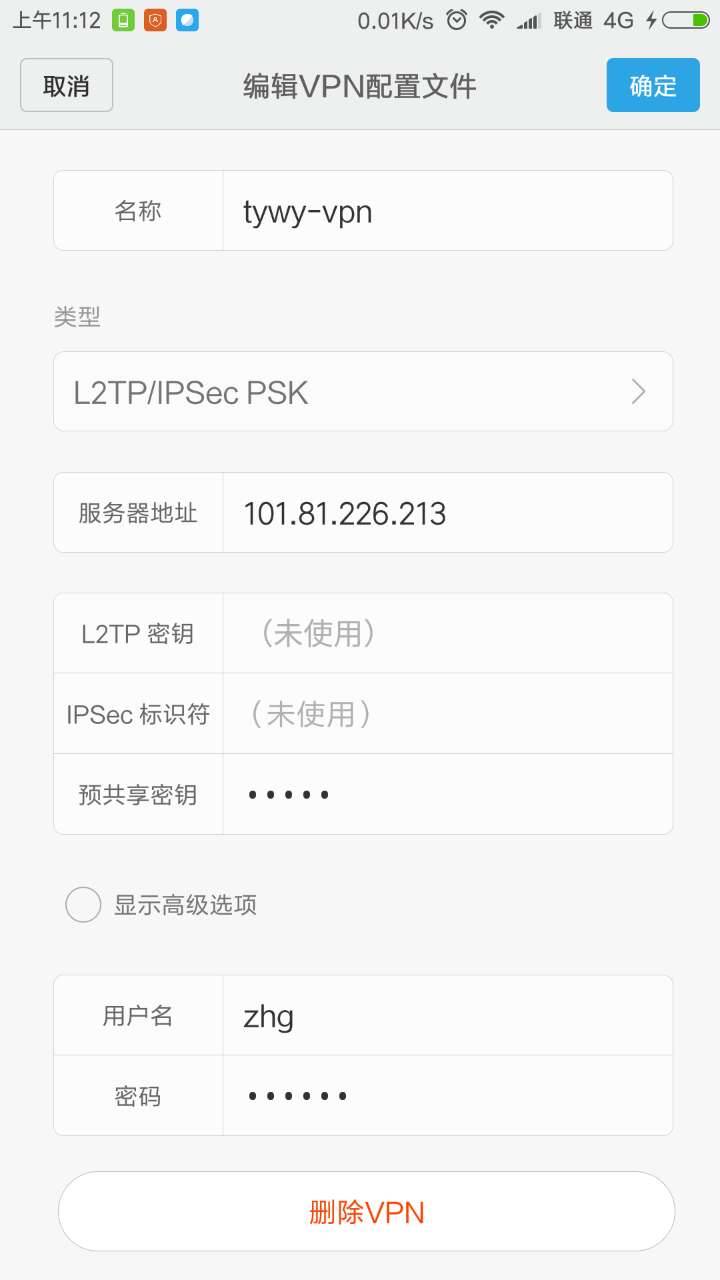 上午11:12 0.01K/s 联通 4G
取消 编辑VPN配置文件 确定
名称 tywy-vpn
类型
L2TP/IPSec PSK
服务器地址 101.81.226.213
L2TP 密钥 （未使用）
IPSec 标识符 （未使用）
预共享密钥 •••••
显示高级选项
用户名 zhg
密码 ••••••
删除VPN